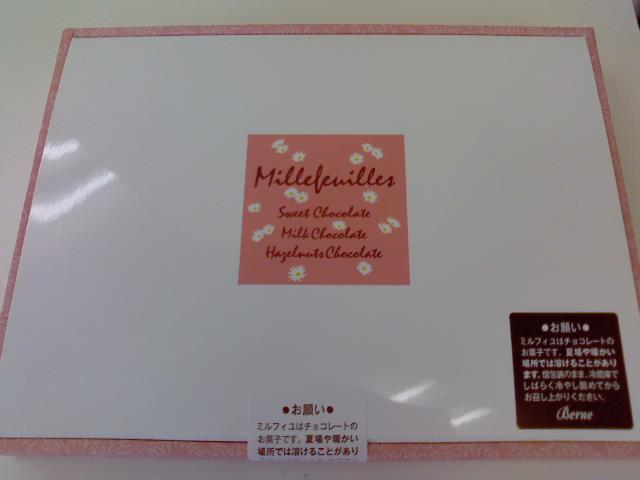 Millefeuilles
Sweet Chocolate
Milk Chocolate
Hazelnuts Chocolate
●お願い●
ミルフィユはチョコレートの
お菓子です。夏場や暖かい
場所では溶けることがあり
ます。個包装のまま、冷蔵庫で
しばらく冷やし固めてから
お召し上がりください。
Berne
●お願い●
ミルフィユはチョコレートの
お菓子です。夏場や暖かい
場所では溶けることがあり